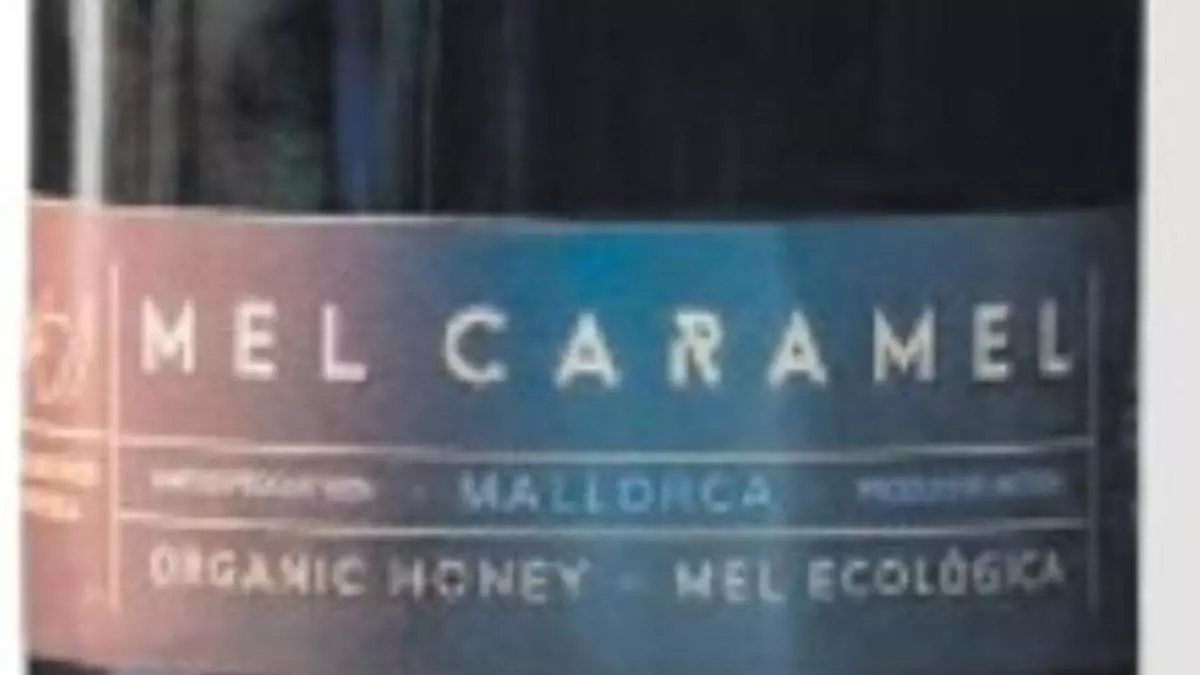 MEL CARAMEL
MALLORCA
ORGANIC HONEY - MEL ECOLÒGICA